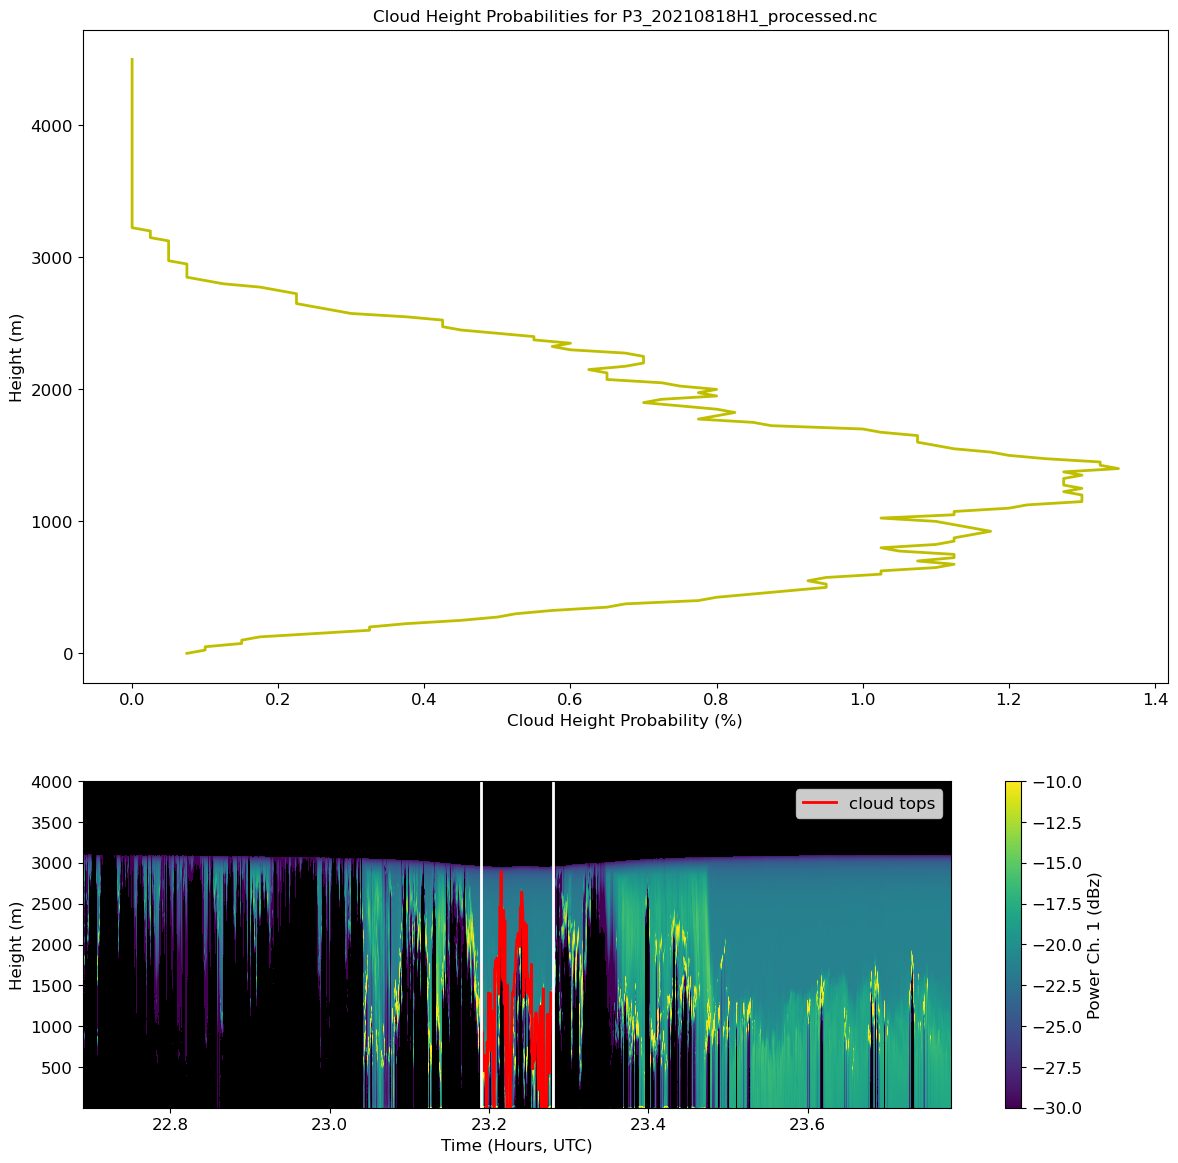 Cloud Height Probabilities for P3_20210818H1_processed.nc
4000
3000
2000
1000
0
Height (m)
0.0 0.2 0.4 0.6 0.8 1.0 1.2 1.4
Cloud Height Probability (%)
4000
3500
3000
2500
2000
1500
1000
500
Height (m)
cloud tops
22.8 23.0 23.2 23.4 23.6
Time (Hours, UTC)
−10.0
−12.5
−15.0
−17.5
−20.0
−22.5
−25.0
−27.5
−30.0
Power Ch. 1 (dBz)